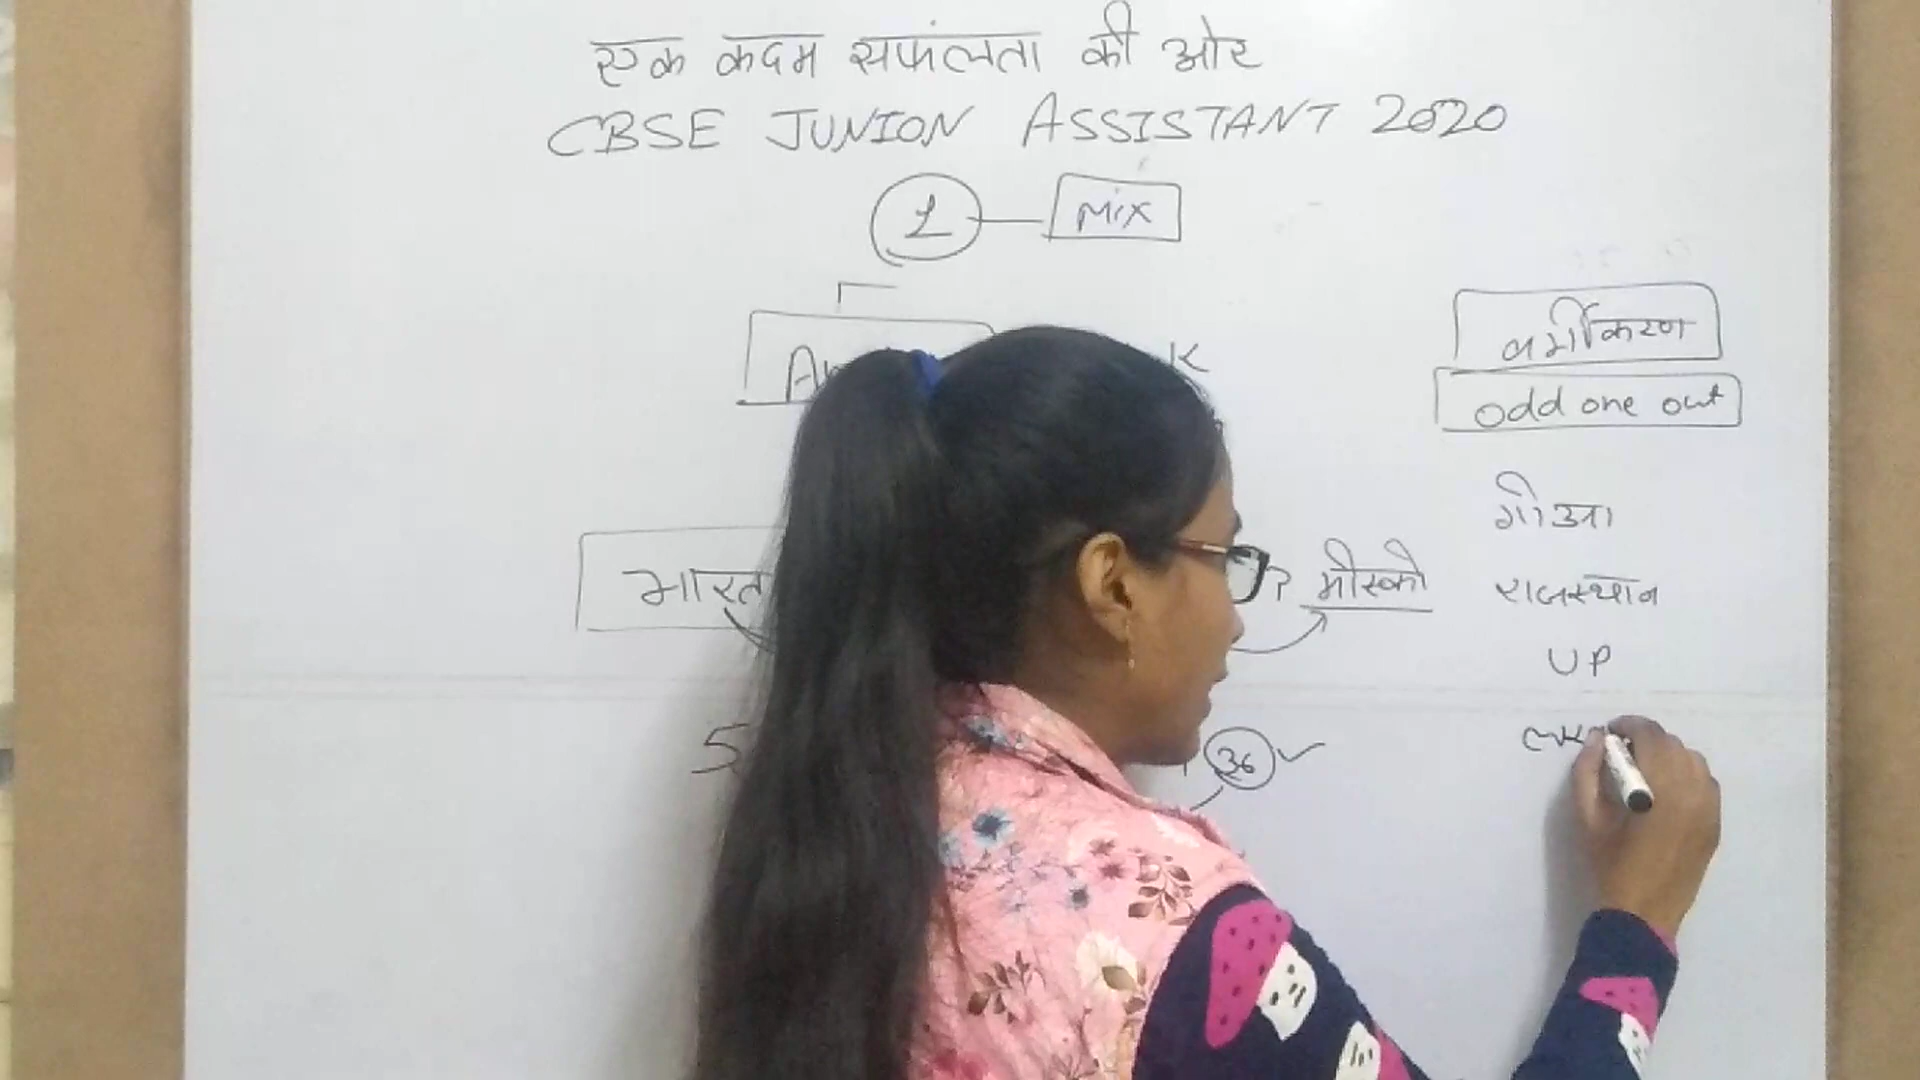 एक कदम सफलता की ओर
CBSE JUNION ASSISTANT 2020
1 Mix
वर्गीकरण
odd one out
गोआ
भारत ? मौस्को राजस्थान
UP
5 36